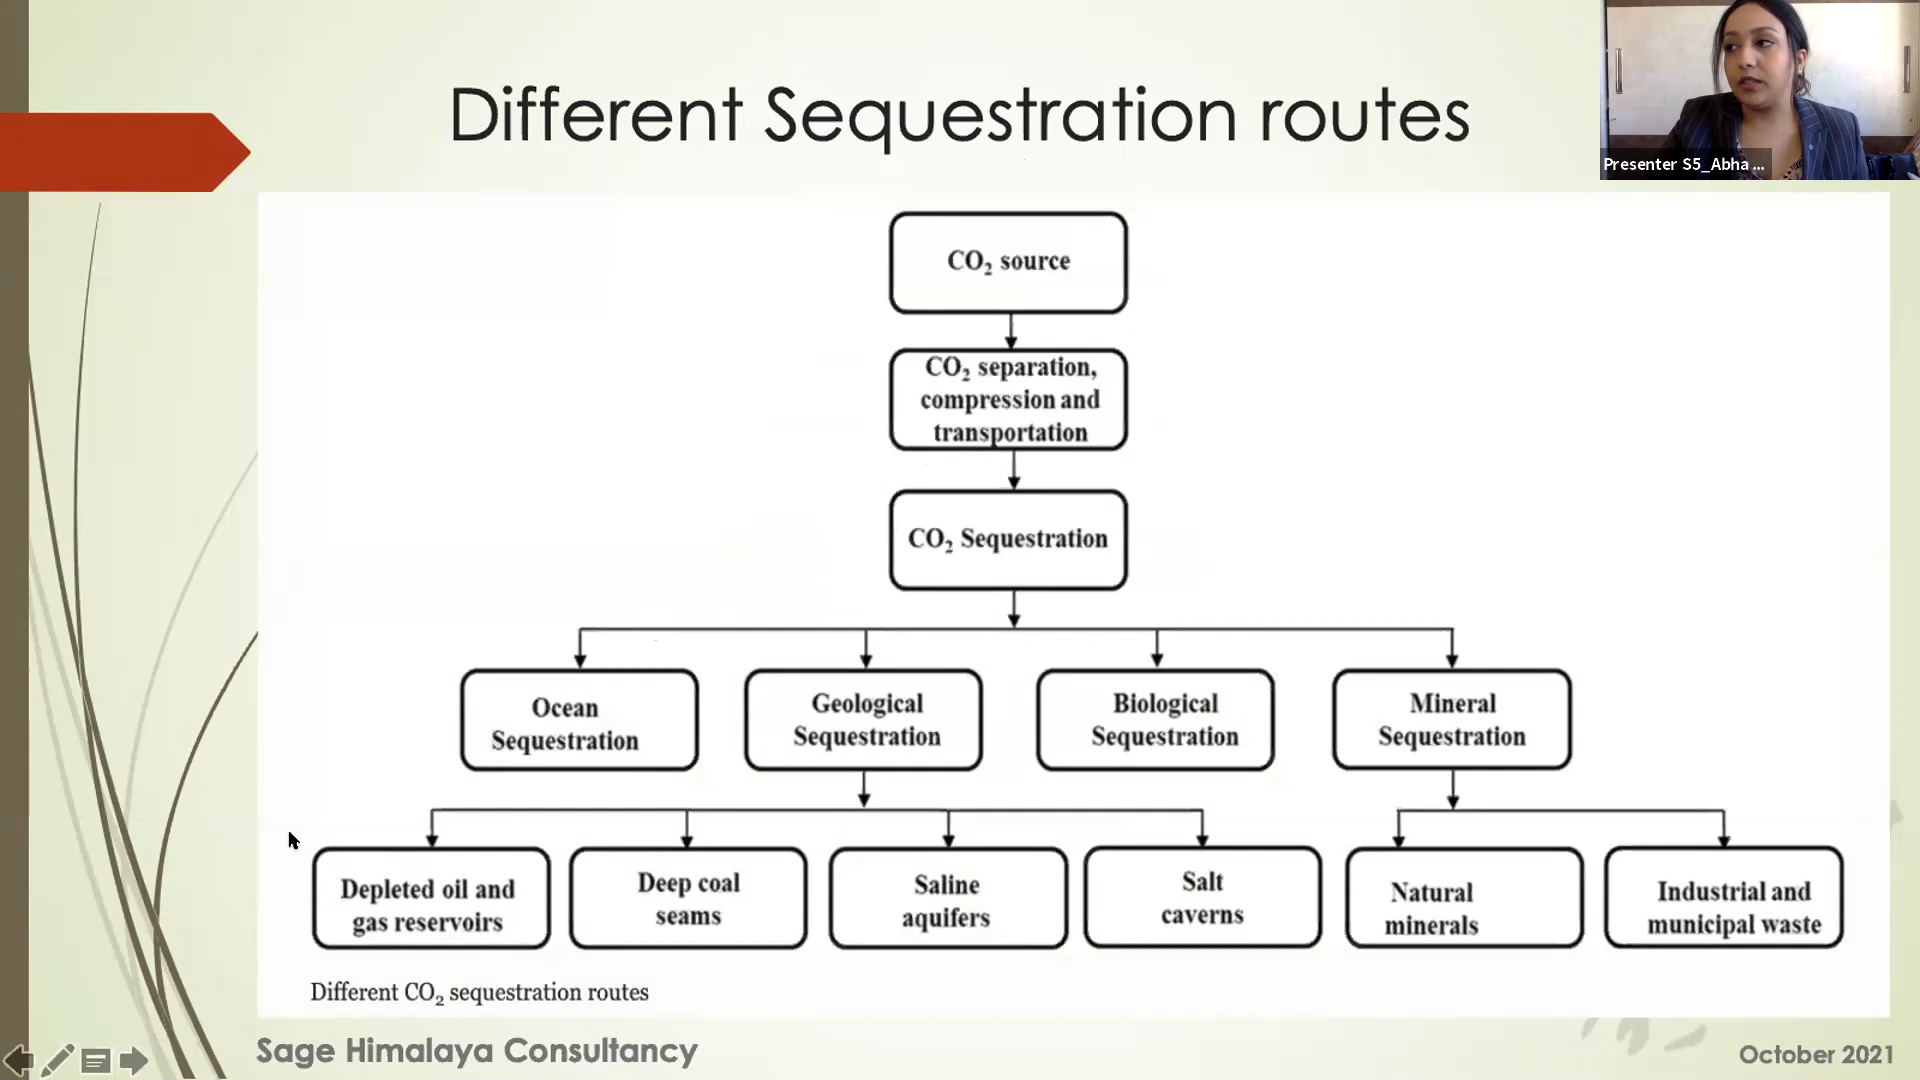 Different Sequestration routes
Presenter S5_Abha ...
CO₂ source
CO₂ separation,
compression and
transportation
CO₂ Sequestration
Ocean
Sequestration
Geological
Sequestration
Biological
Sequestration
Mineral
Sequestration
Depleted oil and
gas reservoirs
Deep coal
seams
Saline
aquifers
Salt
caverns
Natural
minerals
Industrial and
municipal waste
Different CO₂ sequestration routes
Sage Himalaya Consultancy
October 2021